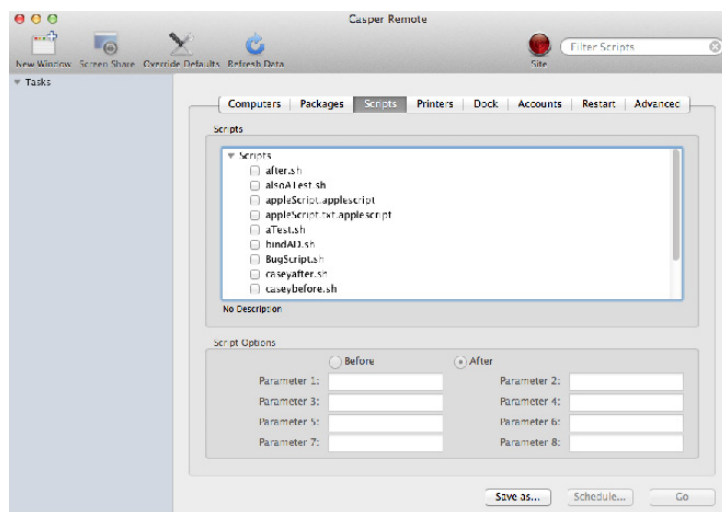 Casper Remote
New Window Screen Share Override Defaults Refresh Data Site Filter Scripts
Tasks
Computers Packages Scripts Printers Dock Accounts Restart Advanced
Scripts
Scripts
after.sh
alsoATest.sh
appleScript.applescript
appleScript.txt.applescript
aTest.sh
bindAD.sh
BugScript.sh
caseyafter.sh
caseybefore.sh
No Description
Script Options
Before After
Parameter 1: Parameter 2:
Parameter 3: Parameter 4:
Parameter 5: Parameter 6:
Parameter 7: Parameter 8:
Save as... Schedule... Go